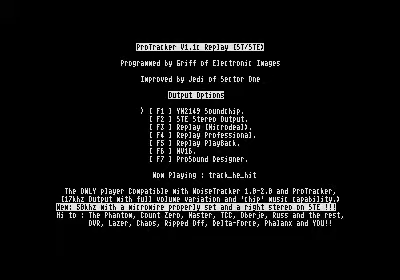 ProTracker V1.1c Replay (ST/STE)
Programmed by Griff of Electronic Images
Improved by Jedi of Sector One
Output Options
) [ F1 ] YM2149 Soundchip.
[ F2 ] STE Stereo Output.
[ F3 ] Replay (Microdeal).
[ F4 ] Replay Professional.
[ F5 ] Replay PlayBack.
[ F6 ] MV16.
[ F7 ] ProSound Designer.
Now Playing : track_he_hit
The ONLY player compatible with NoiseTracker 1.0-2.0 and ProTracker,
(17khz Output with full volume variation and 'chip' music capability.)
New: 50khz with a microwire properly set and a right stereo on STE !!!
Hi to : The Phantom, Count Zero, Master, TCC, Oberje, Russ and the rest,
DVR, Lazer, Chaos, Ripped Off, Delta-Force, Phalanx and YOU!!